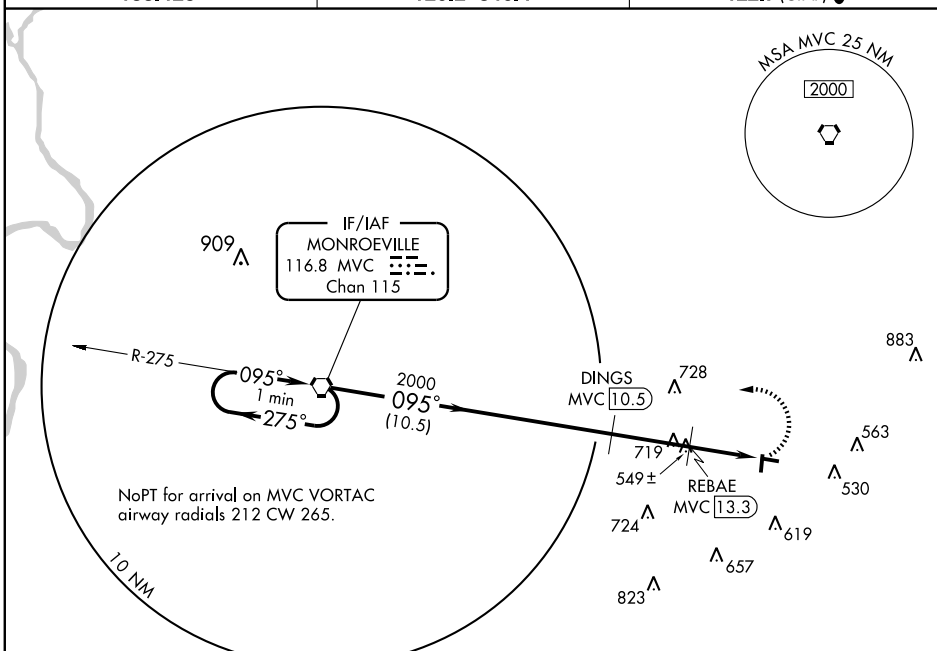 MSA MVC 25 NM
2000
IF/IAF
MONROEVILLE
116.8 MVC
Chan 115
909
R-275
095°
1 min
275°
2000
095°
(10.5)
DINGS
MVC 10.5
728
883
719
549 ±
REBAE
MVC 13.3
563
530
724
619
657
823
NoPT for arrival on MVC VORTAC
airway radials 212 CW 265.
10 NM